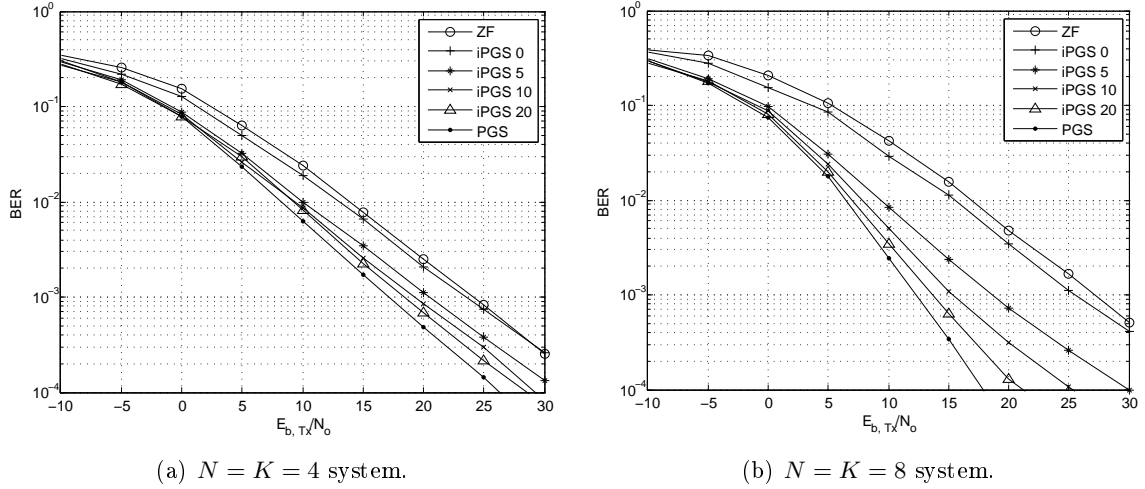 10^0
10^-1
10^-2
10^-3
10^-4
BER
−10 −5 0 5 10 15 20 25 30
E_b, Tx/N_o
ZF
iPGS 0
iPGS 5
iPGS 10
iPGS 20
PGS
(a) N = K = 4 system.
10^0
10^-1
10^-2
10^-3
10^-4
BER
−10 −5 0 5 10 15 20 25 30
E_b, Tx/N_o
ZF
iPGS 0
iPGS 5
iPGS 10
iPGS 20
PGS
(b) N = K = 8 system.